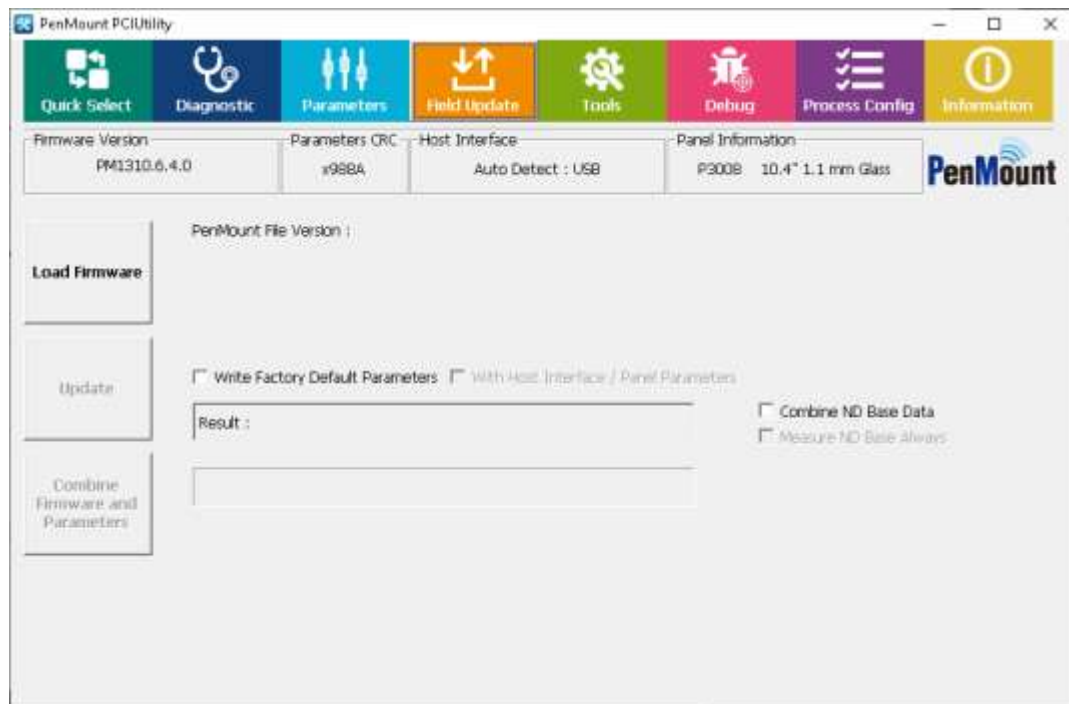 PenMount PCIUtility
Quick Select
Diagnostic
Parameters
Field Update
Tools
Debug
Process Config
Information
Firmware Version
PM1310.6.4.0
Parameters CRC
x988A
Host Interface
Auto Detect : USB
Panel Information
P3008 10.4" 1.1 mm Glass
PenMount
Load Firmware
PenMount File Version :
Update
Write Factory Default Parameters
With Host Interface / Panel Parameters
Result :
Combine ND Base Data
Measure ND Base Always
Combine
Firmware and
Parameters